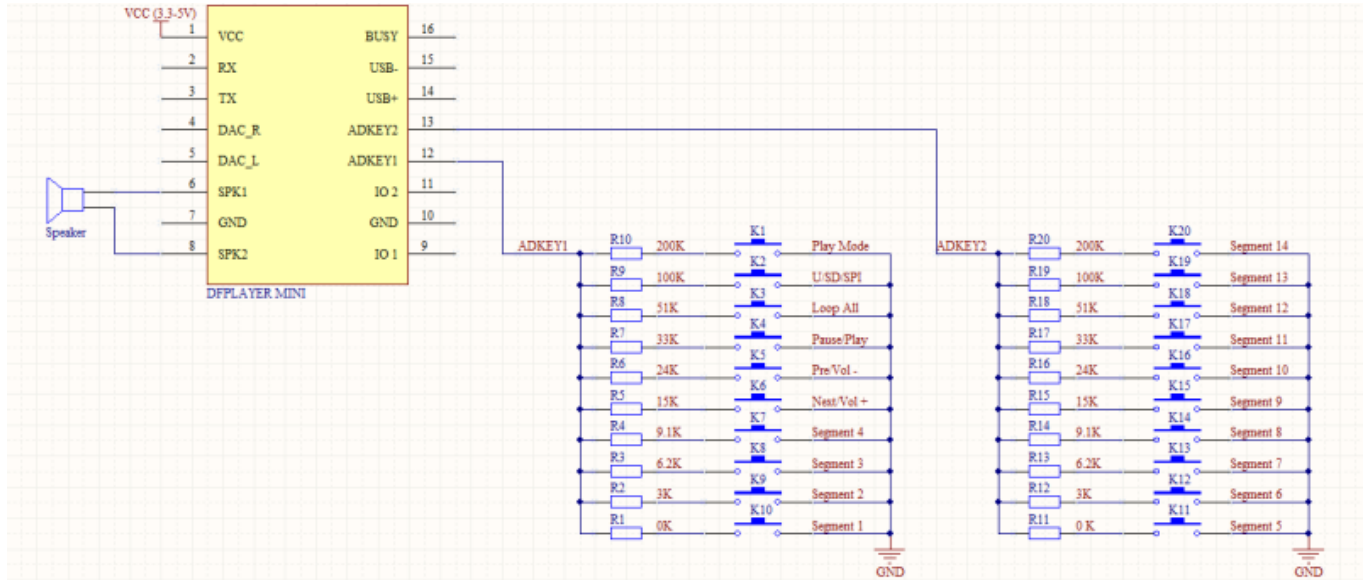 VCC (3.3-5V)
1 VCC BUSY 16
2 RX USB- 15
3 TX USB+ 14
4 DAC_R ADKEY2 13
5 DAC_L ADKEY1 12
6 SPK1 IO 2 11
7 GND GND 10
8 SPK2 IO 1 9
Speaker
DFPLAYER MINI
ADKEY1
R10 200K K1 Play Mode
R9 100K K2 U/SD/SPI
R8 51K K3 Loop All
R7 33K K4 Pause/Play
R6 24K K5 Pre/Vol -
R5 15K K6 Next/Vol +
R4 9.1K K7 Segment 4
R3 6.2K K8 Segment 3
R2 3K K9 Segment 2
R1 0K K10 Segment 1
GND
ADKEY2
R20 200K K20 Segment 14
R19 100K K19 Segment 13
R18 51K K18 Segment 12
R17 33K K17 Segment 11
R16 24K K16 Segment 10
R15 15K K15 Segment 9
R14 9.1K K14 Segment 8
R13 6.2K K13 Segment 7
R12 3K K12 Segment 6
R11 0 K K11 Segment 5
GND